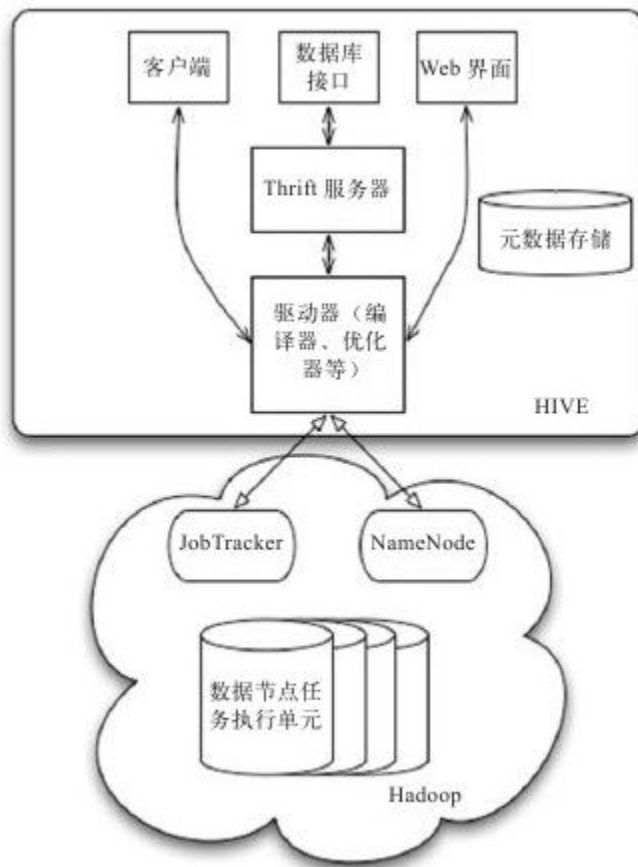 客户端
数据库
接口
Web 界面
Thrift 服务器
元数据存储
驱动器（编
译器、优化
器等）
HIVE
JobTracker
NameNode
数据节点任
务执行单元
Hadoop